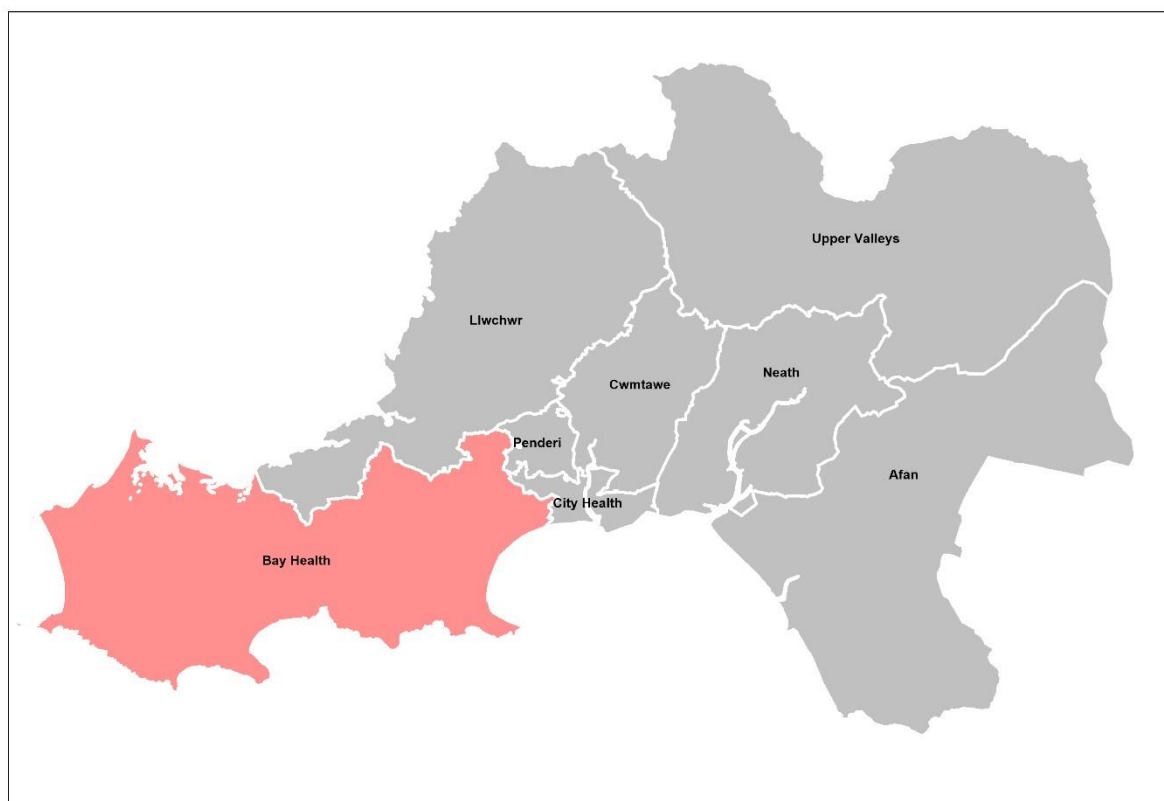 Upper Valleys
Llwchwr
Neath
Cwmtawe
Penderi
Afan
City Health
Bay Health